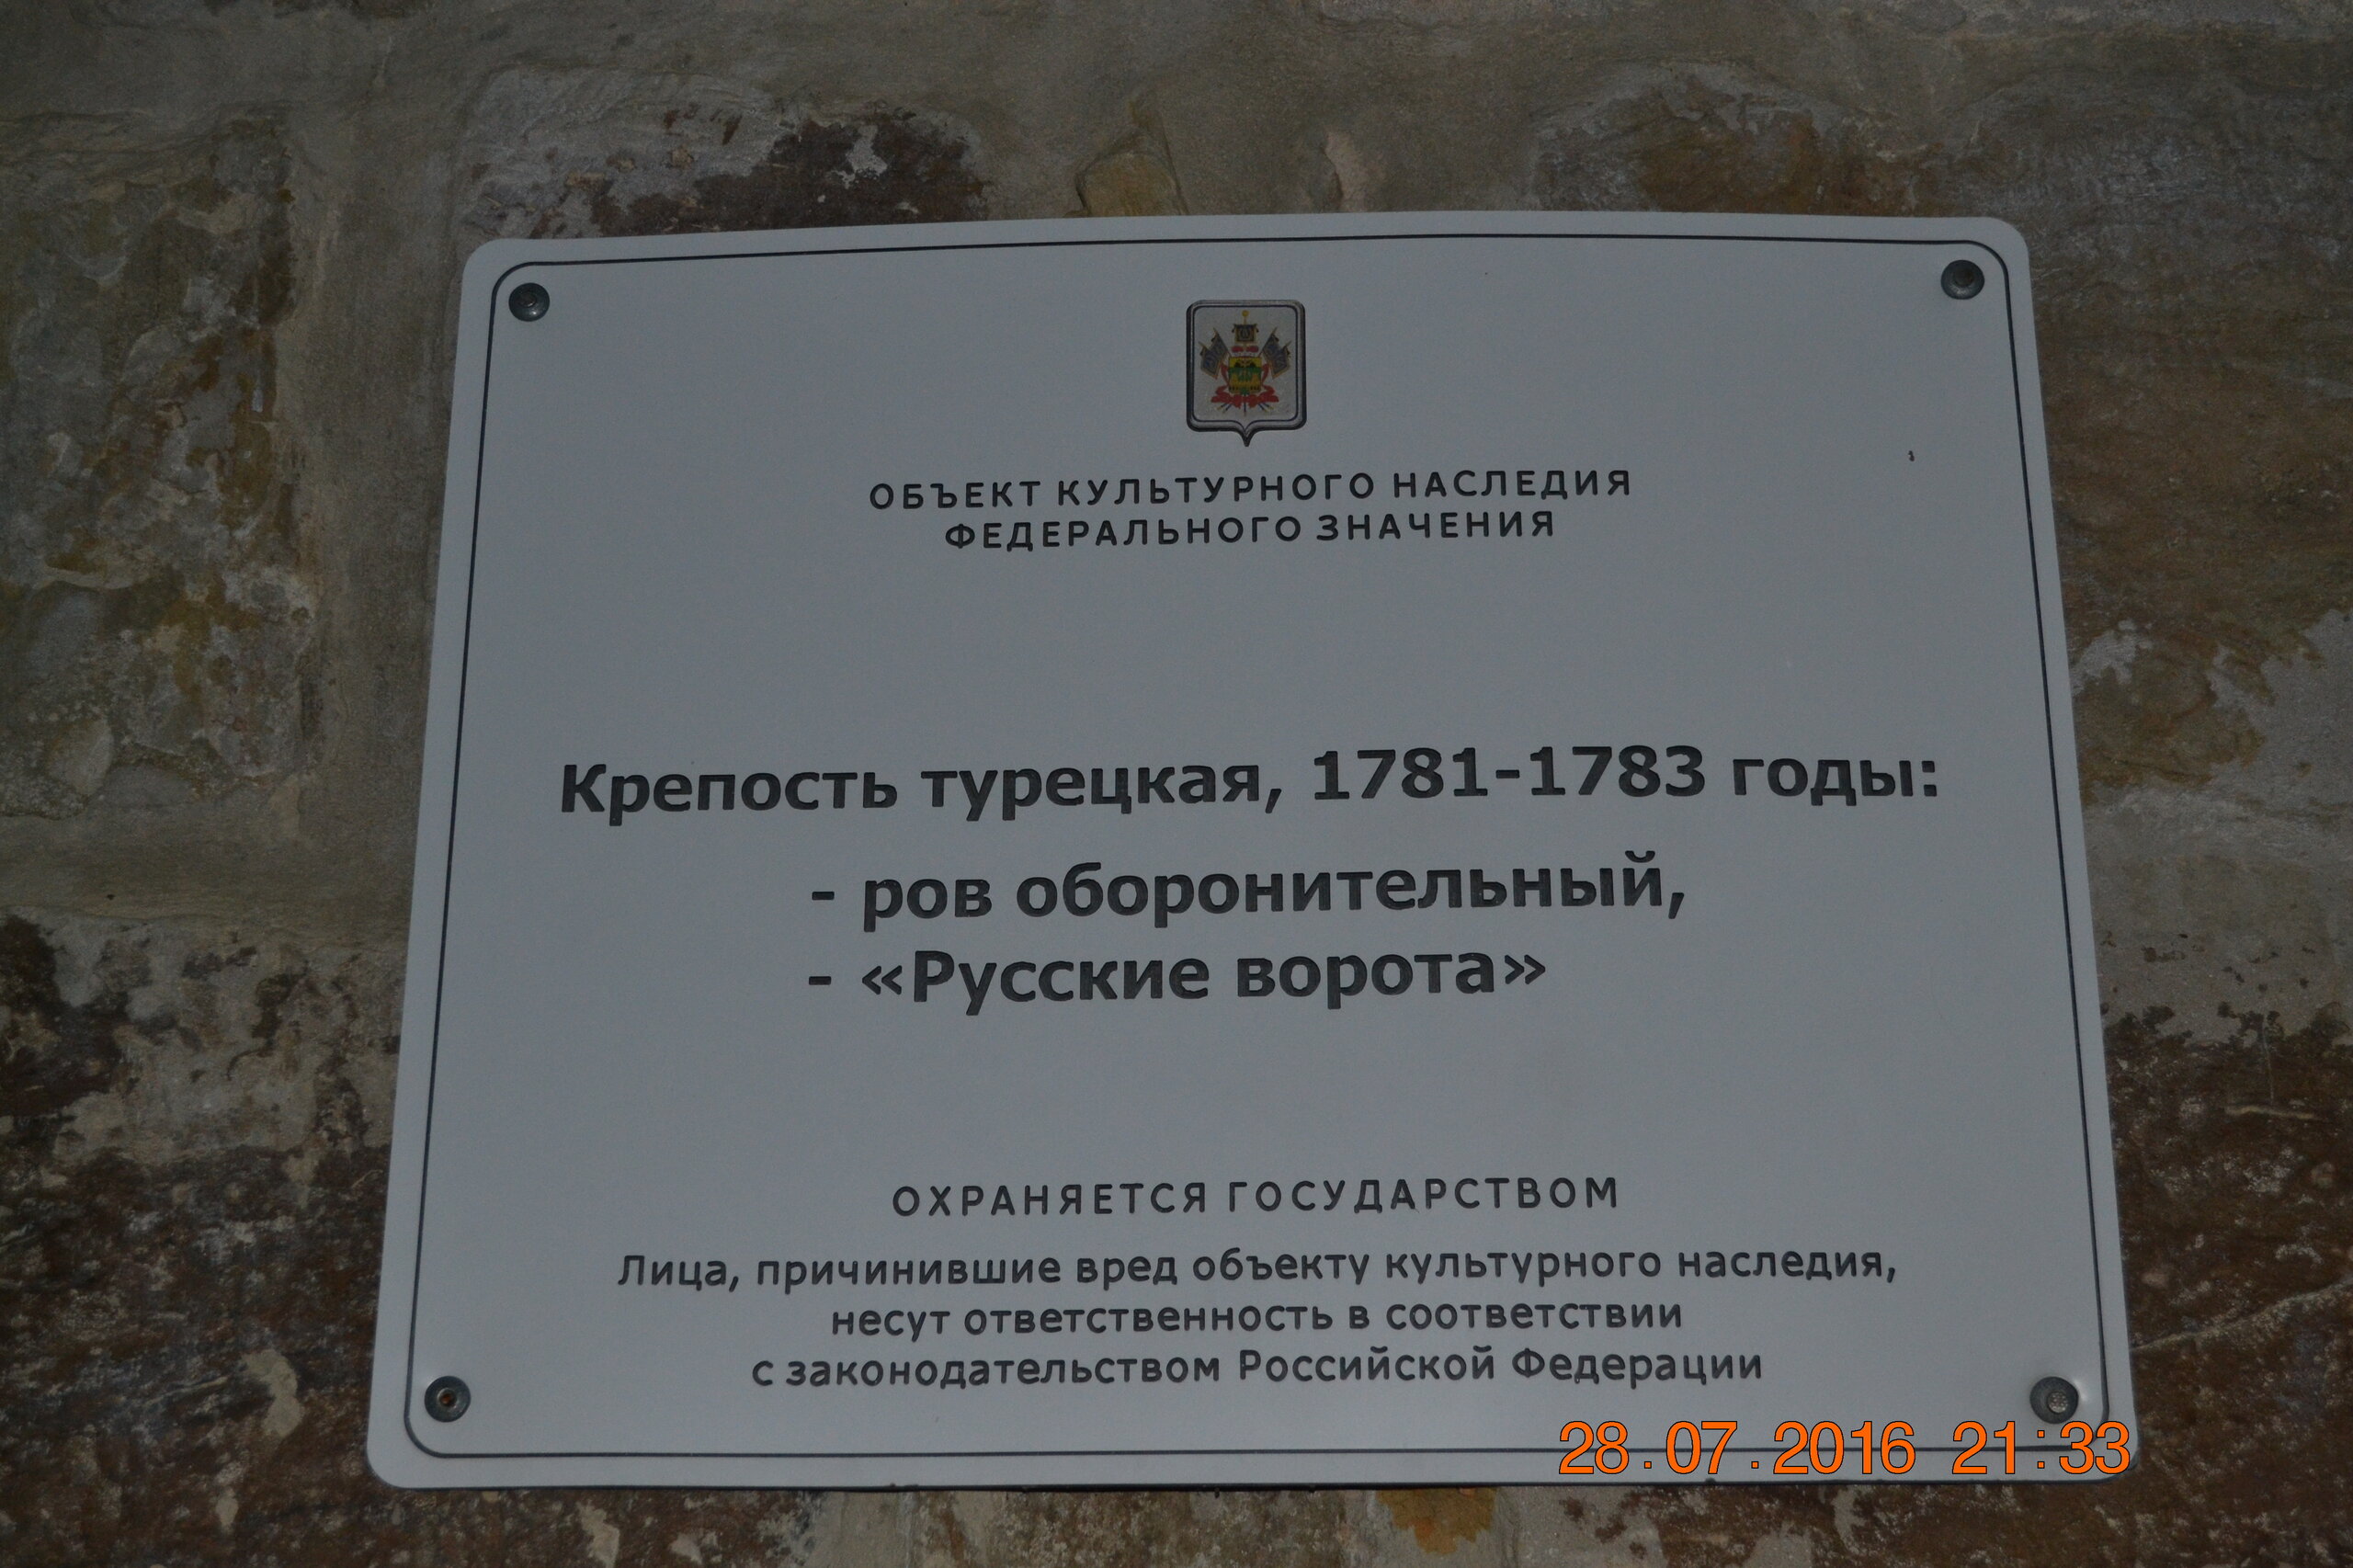 ОБЪЕКТ КУЛЬТУРНОГО НАСЛЕДИЯ
ФЕДЕРАЛЬНОГО ЗНАЧЕНИЯ
Крепость турецкая, 1781-1783 годы:
- ров оборонительный,
- «Русские ворота»
ОХРАНЯЕТСЯ ГОСУДАРСТВОМ
Лица, причинившие вред объекту культурного наследия,
несут ответственность в соответствии
с законодательством Российской Федерации
28.07.2016 21:33